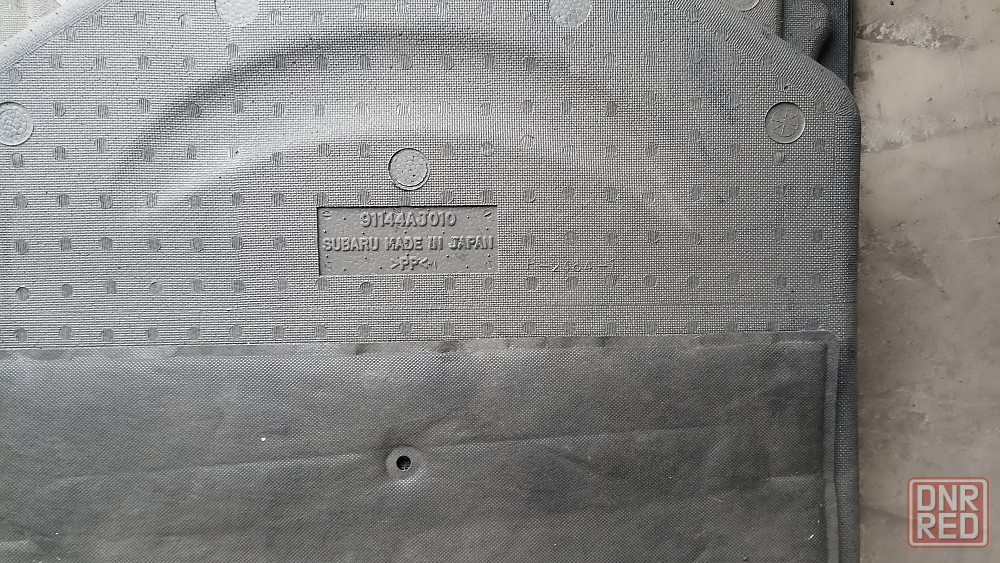 91144AJ010
SUBARU MADE IN JAPAN
>PP<
DNR
RED